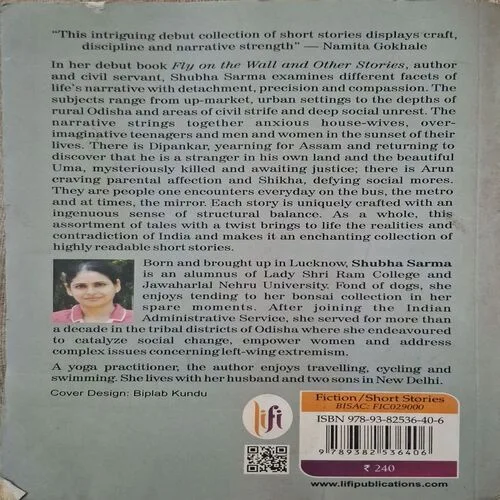 “This intriguing debut collection of short stories displays craft,
discipline and narrative strength” — Namita Gokhale
In her debut book Fly on the Wall and Other Stories, author
and civil servant, Shubha Sarma examines different facets of
life's narrative with detachment, precision and compassion. The
subjects range from up-market, urban settings to the depths of
rural Odisha and areas of civil strife and deep social unrest. The
narrative strings together anxious house-wives, over-
imaginative teenagers and men and women in the sunset of their
lives. There is Dipankar, yearning for Assam and returning to
discover that he is a stranger in his own land and the beautiful
Uma, mysteriously killed and awaiting justice; there is Arun
craving parental affection and Shikha, defying social mores.
They are people one encounters everyday on the bus, the metro
and at times, the mirror. Each story is uniquely crafted with an
ingenuous sense of structural balance. As a whole, this
assortment of tales with a twist brings to life the realities and
contradiction of India and makes it an enchanting collection of
highly readable short stories.
Born and brought up in Lucknow, Shubha Sarma
is an alumnus of Lady Shri Ram College and
Jawaharlal Nehru University. Fond of dogs, she
enjoys tending to her bonsai collection in her
spare moments. After joining the Indian
Administrative Service, she served for more than
a decade in the tribal districts of Odisha where she endeavoured
to catalyze social change, empower women and address
complex issues concerning left-wing extremism.
A yoga practitioner, the author enjoys travelling, cycling and
swimming. She lives with her husband and two sons in New Delhi.
Cover Design: Biplab Kundu
lifi
Fiction/Short Stories
BISAC: FIC029000
ISBN 978-93-82536-40-6
9 789382 536406
₹ 240
www.lifipublications.com